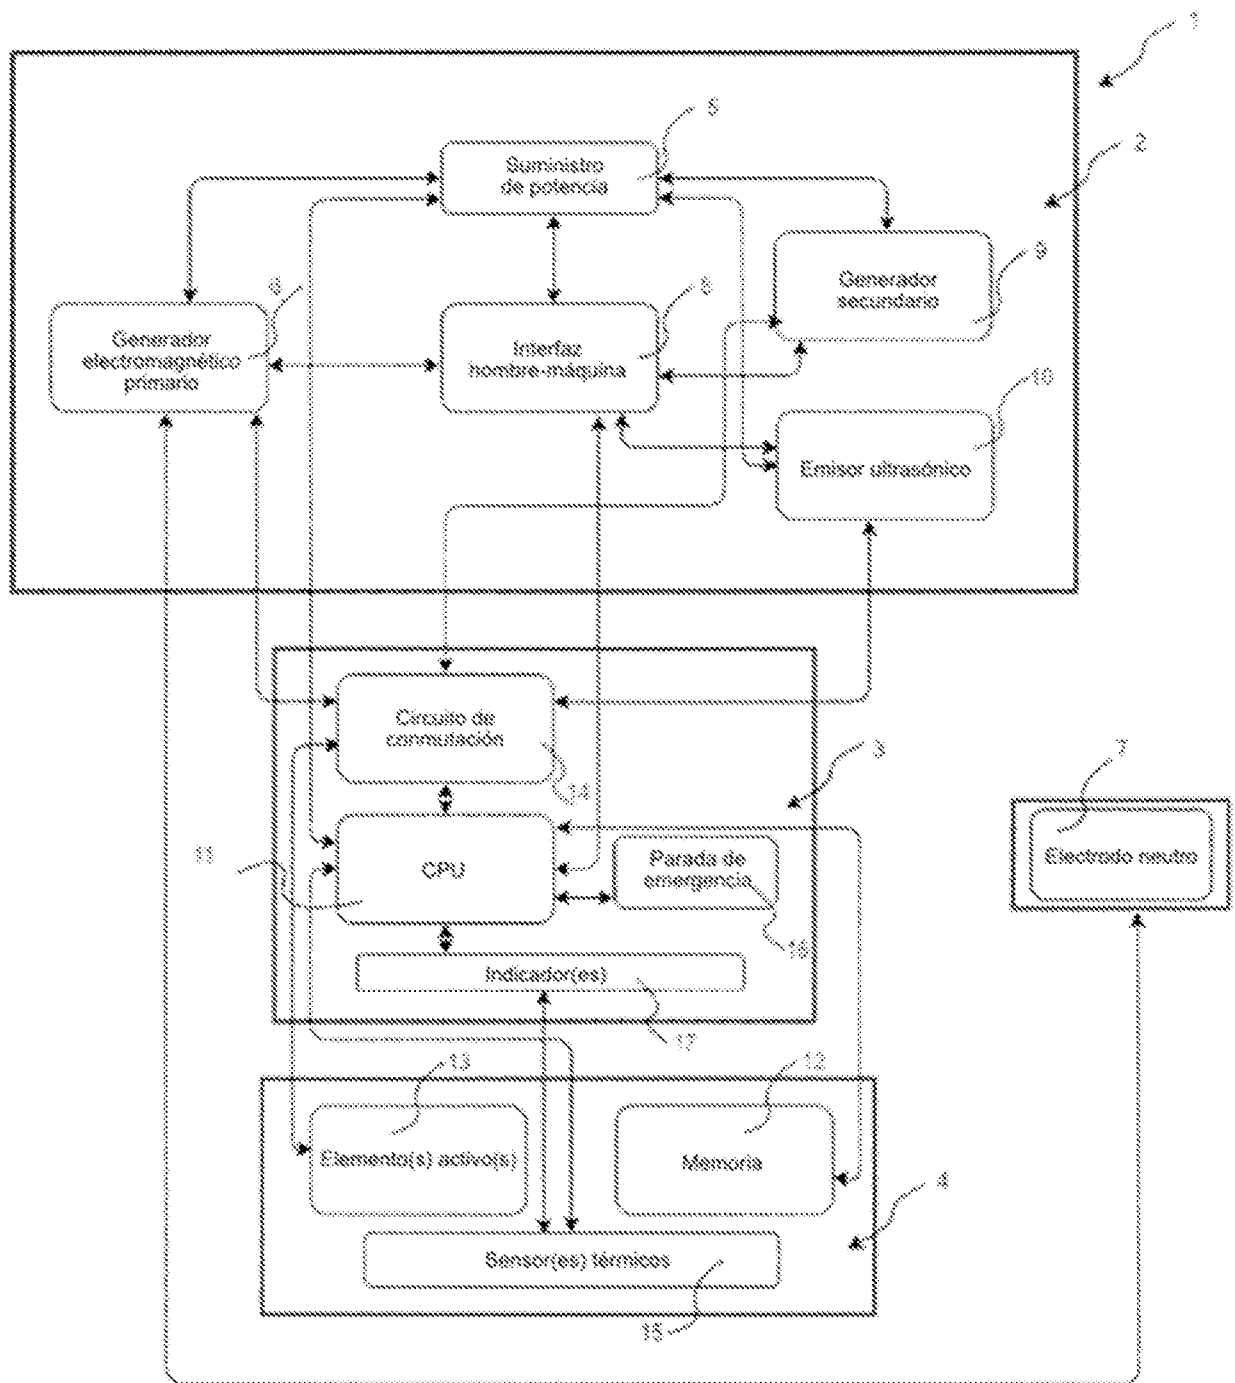 1
2
5
Suministro
de potencia
9
Generador
secundario
6
Generador
electromagnético
primario
8
Interfaz
hombre-máquina
10
Emisor ultrasónico
3
Circuito de
conmutación
14
7
Electrodo neutro
11
CPU
Parada de
emergencia
16
Indicador(es)
17
13
12
Elemento(s) activo(s)
Memoria
4
Sensor(es) térmicos
15